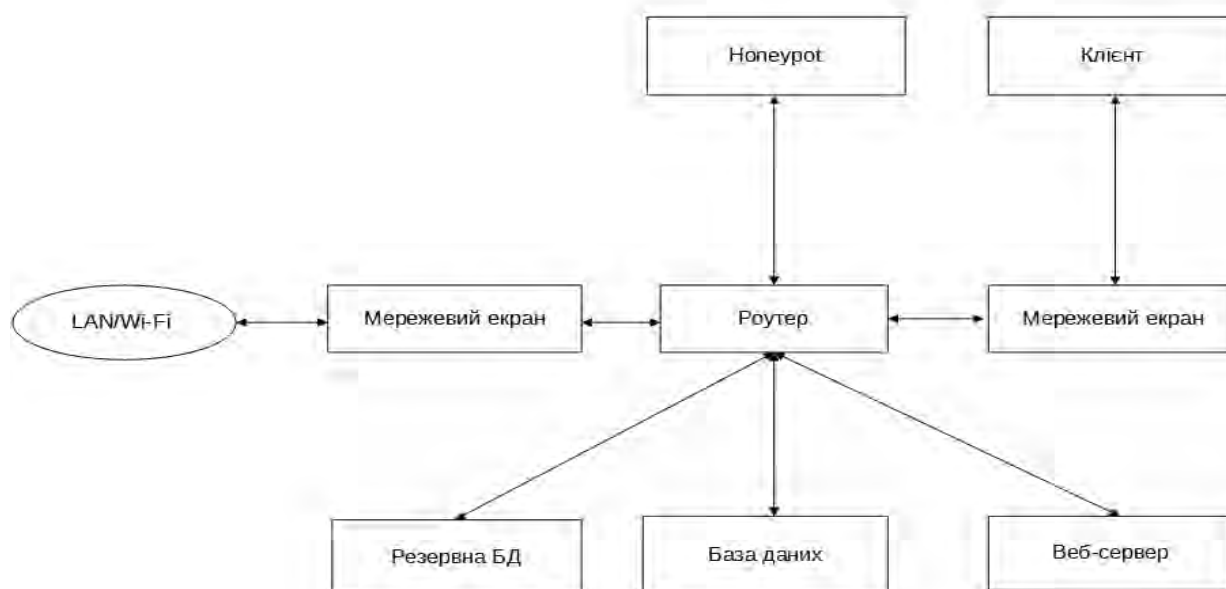 Honeypot
Клієнт
LAN/Wi-Fi
Мережевий екран
Роутер
Мережевий екран
Резервна БД
База даних
Веб-сервер